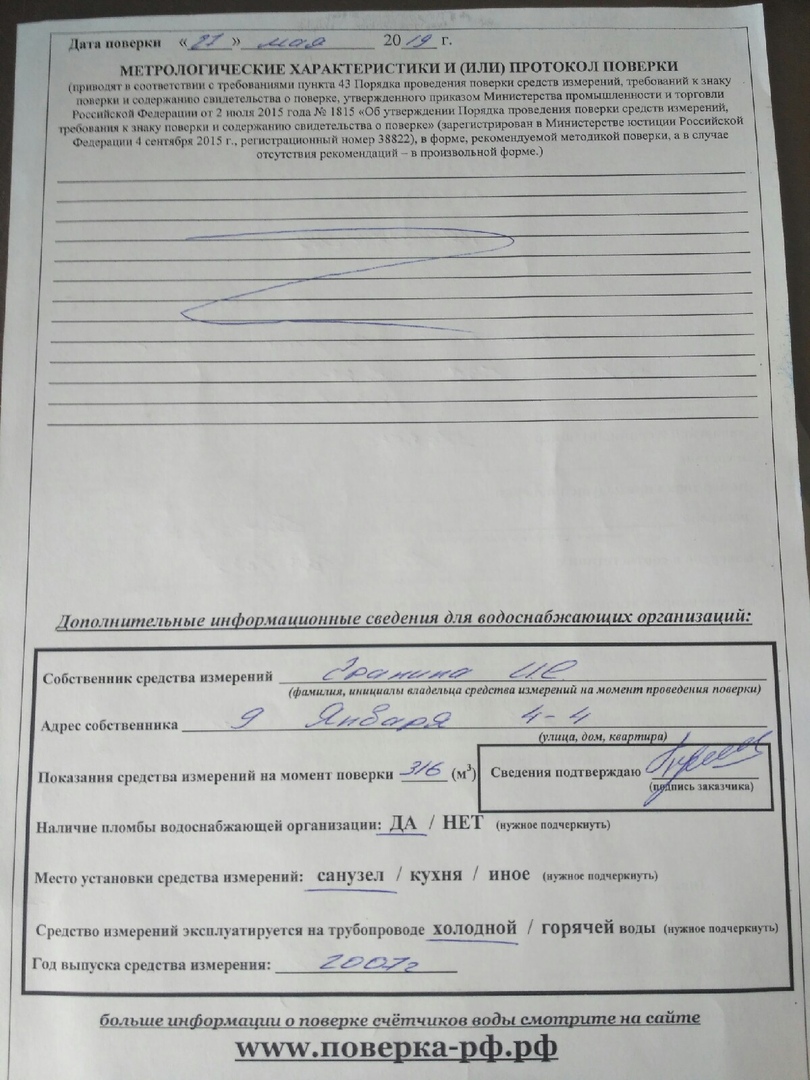 Дата поверки « 27 » мая 2019 г.
МЕТРОЛОГИЧЕСКИЕ ХАРАКТЕРИСТИКИ И (ИЛИ) ПРОТОКОЛ ПОВЕРКИ
(приводят в соответствии с требованиями пункта 43 Порядка проведения поверки средств измерений, требований к знаку
поверки и содержанию свидетельства о поверке, утвержденного приказом Министерства промышленности и торговли
Российской Федерации от 2 июля 2015 года № 1815 «Об утверждении Порядка проведения поверки средств измерений,
требования к знаку поверки и содержанию свидетельства о поверке» (зарегистрирован в Министерстве юстиции Российской
Федерации 4 сентября 2015 г., регистрационный номер 38822), в форме, рекомендуемой методикой поверки, а в случае
отсутствия рекомендаций – в произвольной форме.)
Дополнительные информационные сведения для водоснабжающих организаций:
Собственник средства измерений
(фамилия, инициалы владельца средства измерений на момент проведения поверки)
Адрес собственника 9 Января 4-4
(улица, дом, квартира)
Показания средства измерений на момент поверки 316 (м³) Сведения подтверждаю
(подпись заказчика)
Наличие пломбы водоснабжающей организации: ДА / НЕТ (нужное подчеркнуть)
Место установки средства измерений: санузел / кухня / иное (нужное подчеркнуть)
Средство измерений эксплуатируется на трубопроводе холодной / горячей воды (нужное подчеркнуть)
Год выпуска средства измерения: 2007г
больше информации о поверке счётчиков воды смотрите на сайте
www.поверка-рф.рф